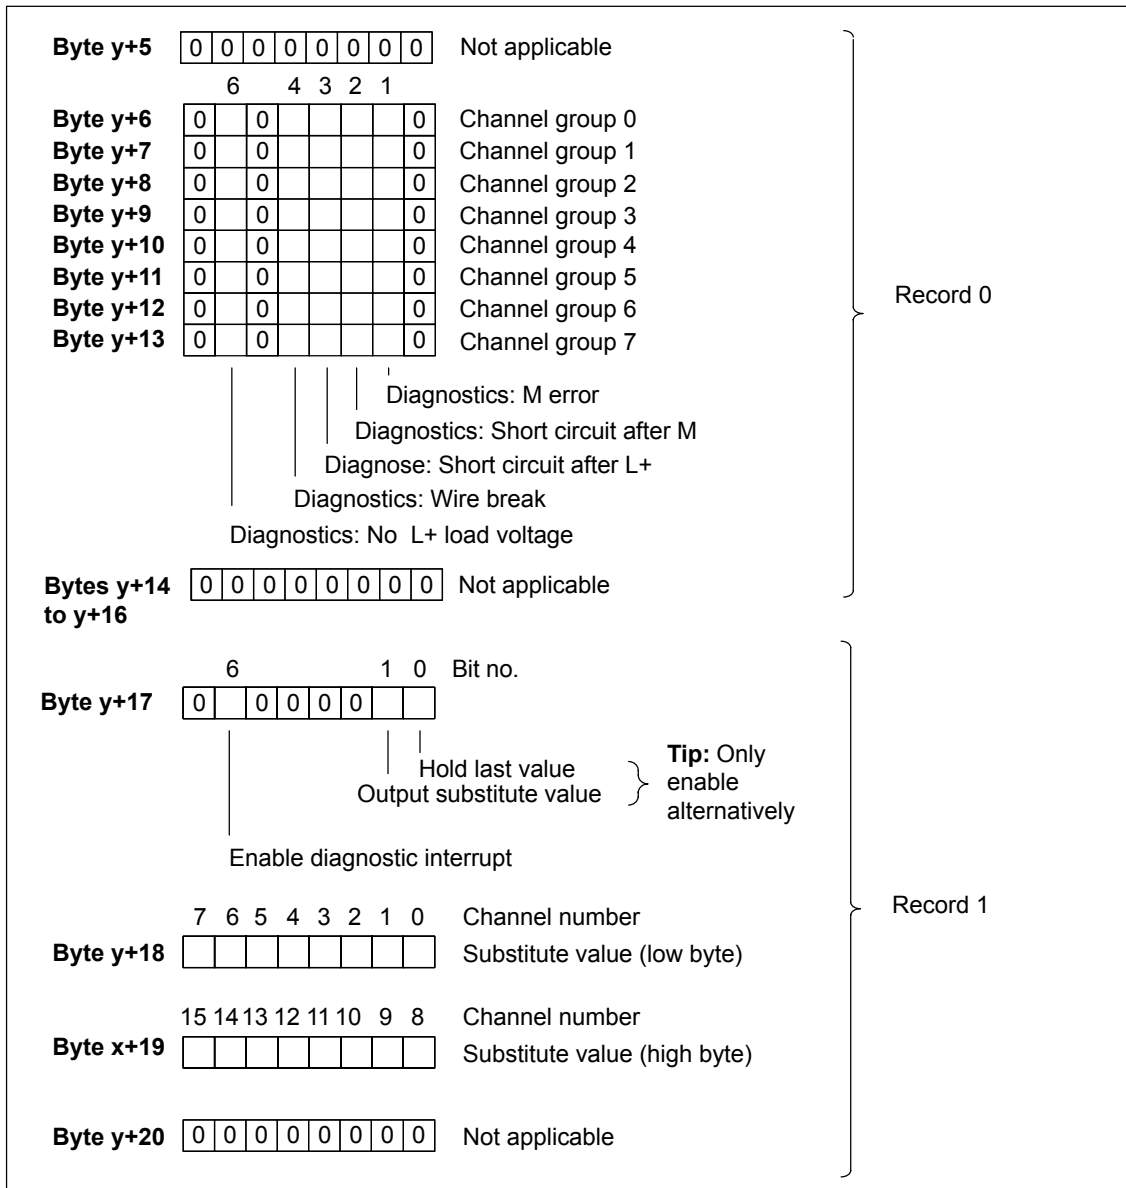 Byte y+5 0 0 0 0 0 0 0 0 Not applicable
6 4 3 2 1
Byte y+6 0 0 0 Channel group 0
Byte y+7 0 0 0 Channel group 1
Byte y+8 0 0 0 Channel group 2
Byte y+9 0 0 0 Channel group 3
Byte y+10 0 0 0 Channel group 4
Byte y+11 0 0 0 Channel group 5
Byte y+12 0 0 0 Channel group 6
Byte y+13 0 0 0 Channel group 7
Record 0
Diagnostics: M error
Diagnostics: Short circuit after M
Diagnose: Short circuit after L+
Diagnostics: Wire break
Diagnostics: No L+ load voltage
Bytes y+14 0 0 0 0 0 0 0 0 Not applicable
to y+16
6 1 0 Bit no.
Byte y+17 0 0 0 0 0
Hold last value
Output substitute value
Tip: Only
enable
alternatively
Enable diagnostic interrupt
Record 1
7 6 5 4 3 2 1 0 Channel number
Byte y+18 Substitute value (low byte)
15 14 13 12 11 10 9 8 Channel number
Byte x+19 Substitute value (high byte)
Byte y+20 0 0 0 0 0 0 0 0 Not applicable